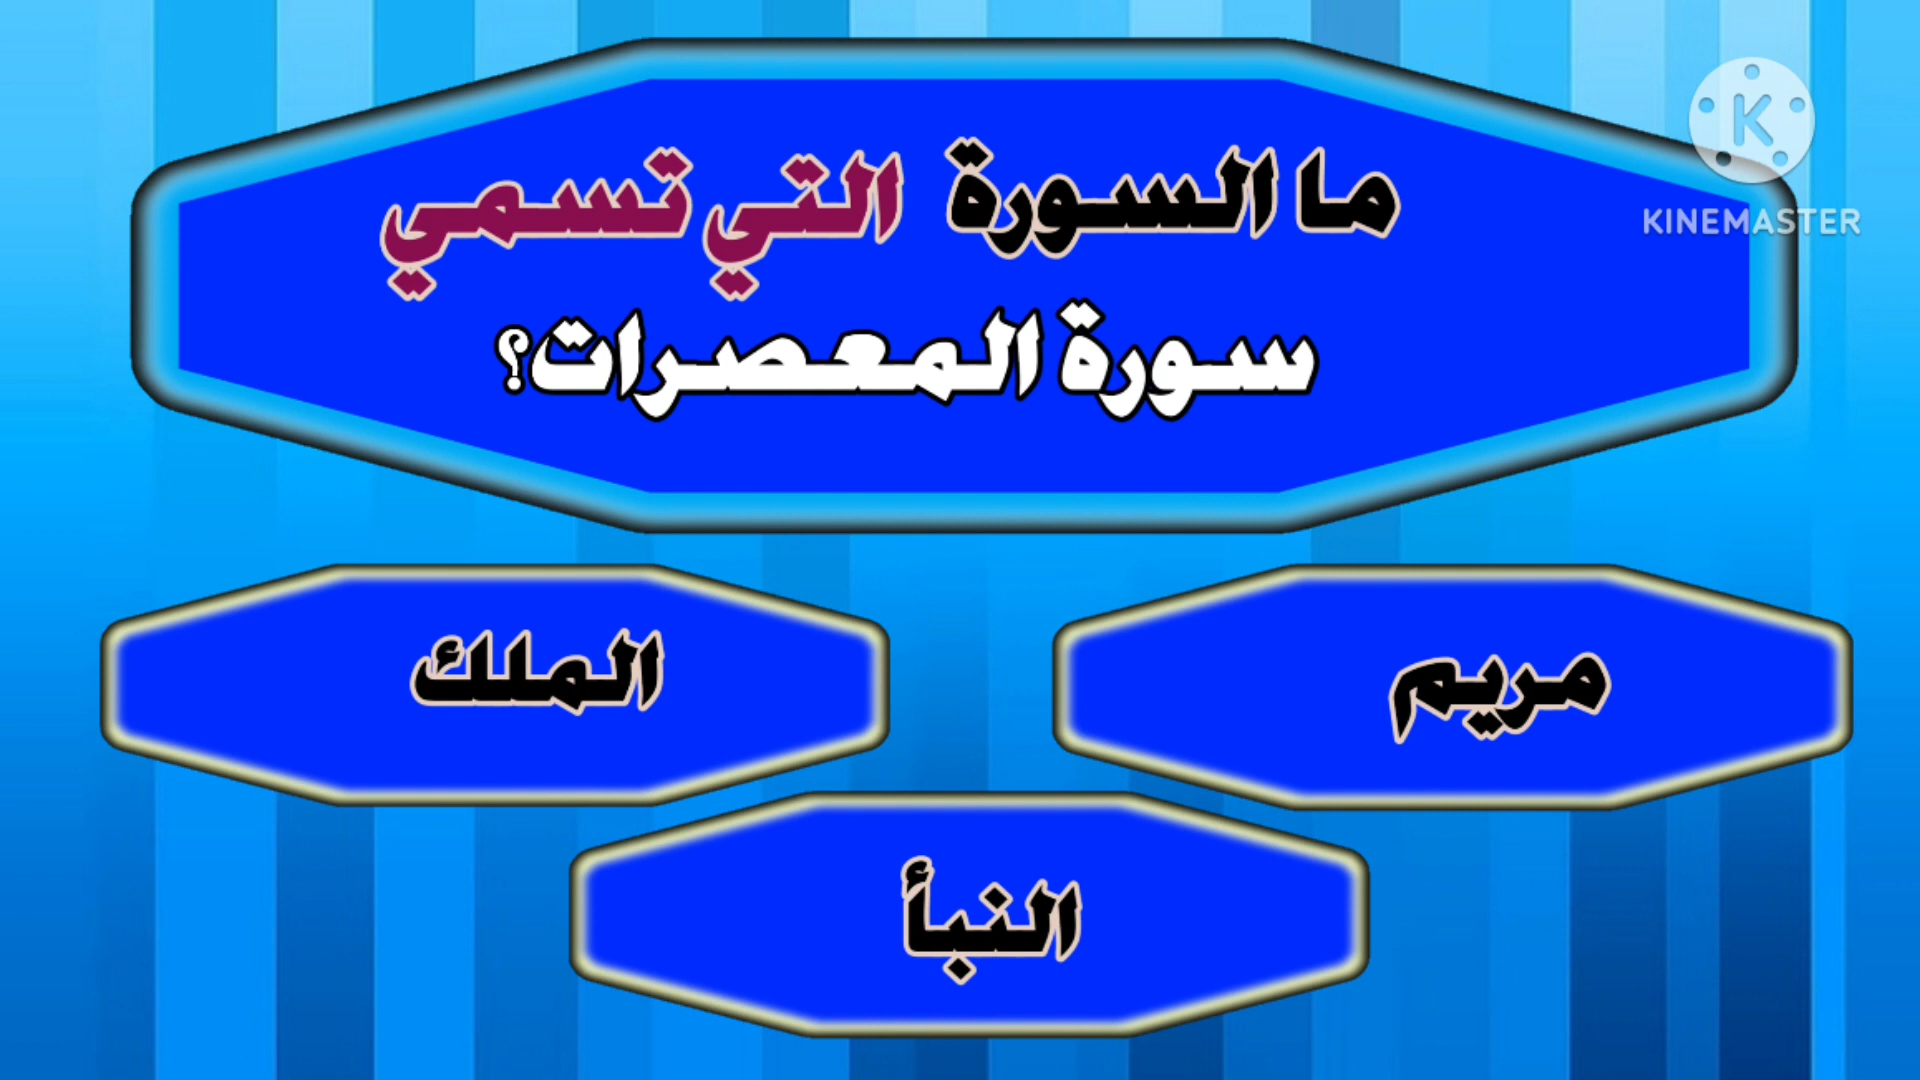 ما السورة التي تسمي
سورة المعصرات؟
مريم
الملك
النبأ
K
KINEMASTER